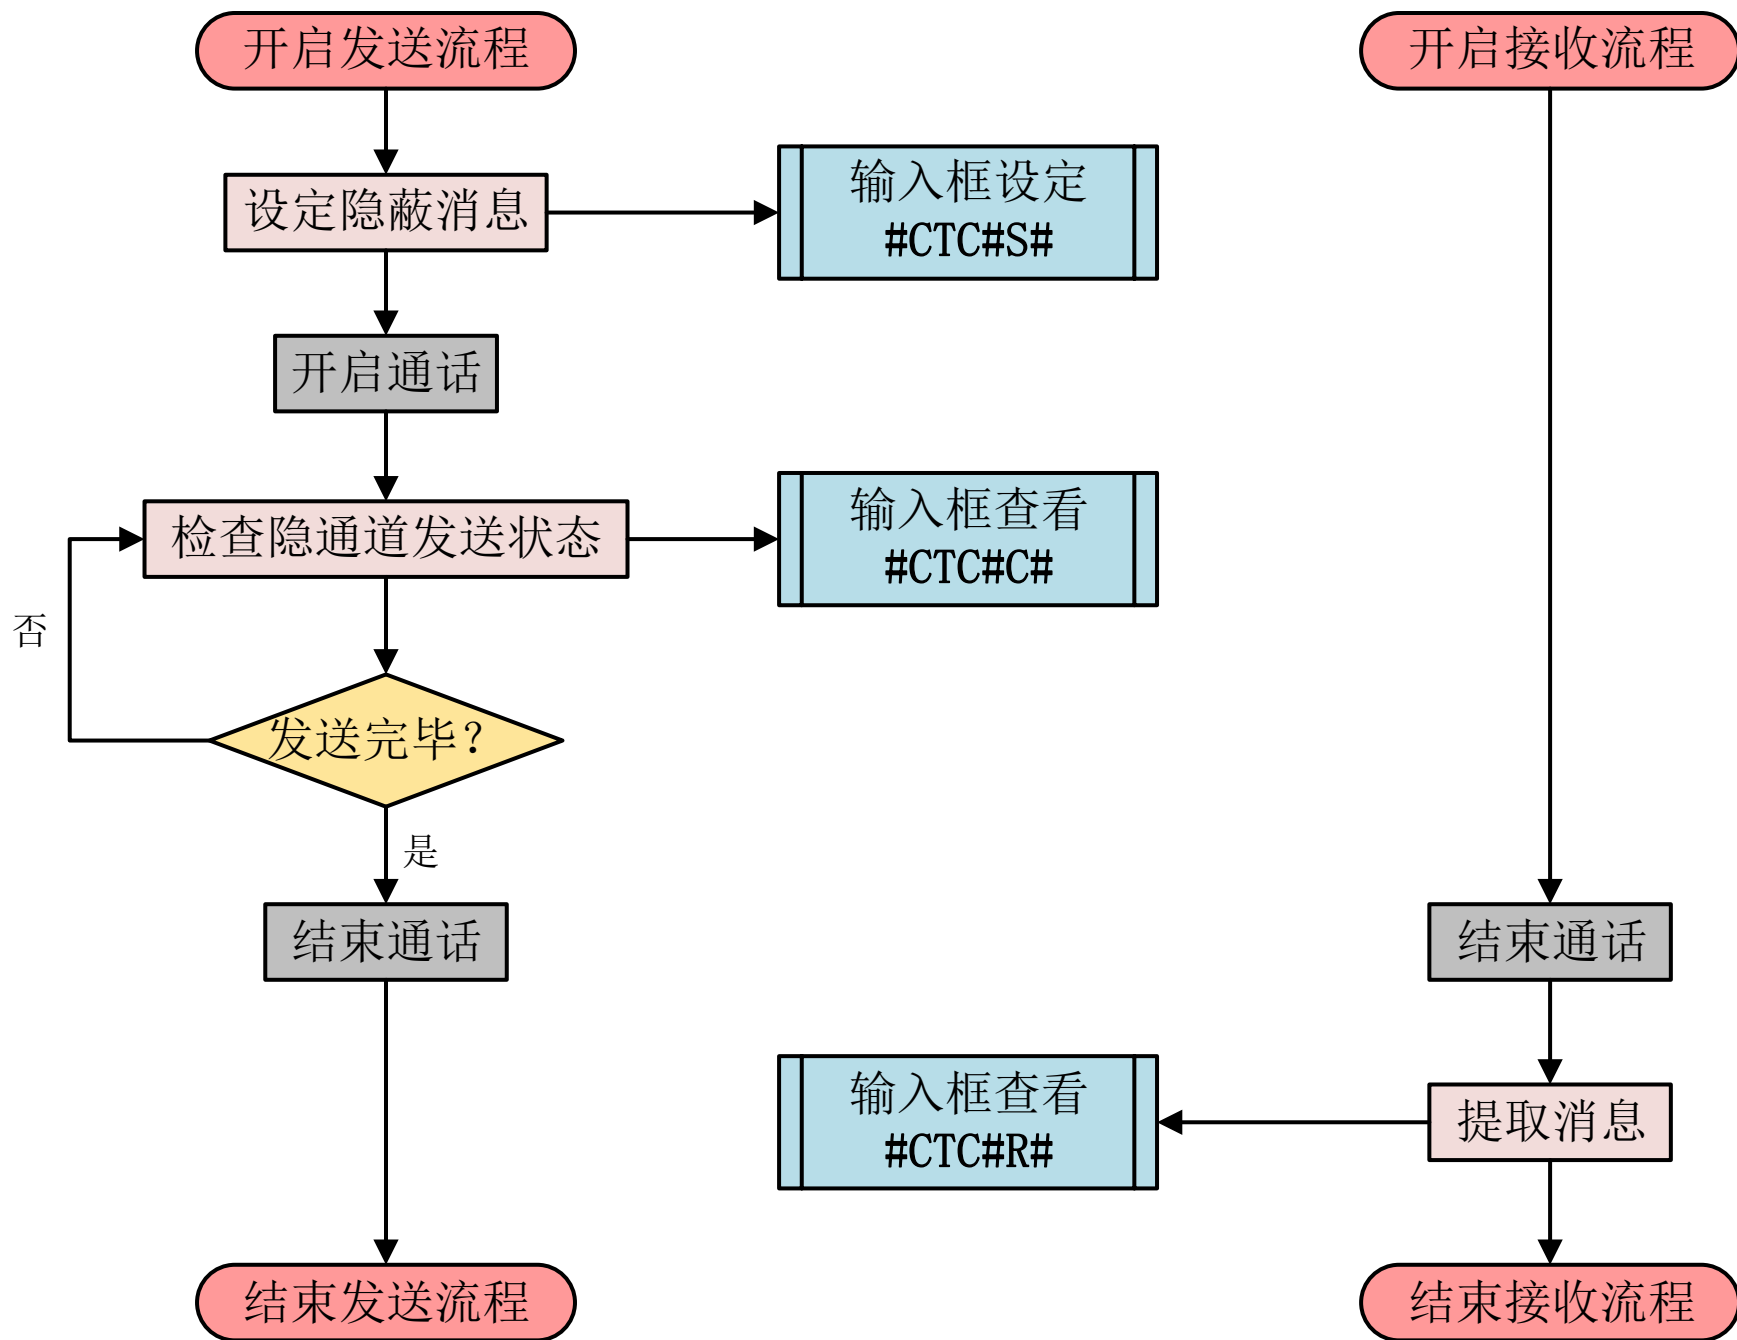 开启发送流程
开启接收流程
设定隐蔽消息
输入框设定
#CTC#S#
开启通话
检查隐通道发送状态
输入框查看
#CTC#C#
否
发送完毕？
是
结束通话
结束通话
输入框查看
#CTC#R#
提取消息
结束发送流程
结束接收流程